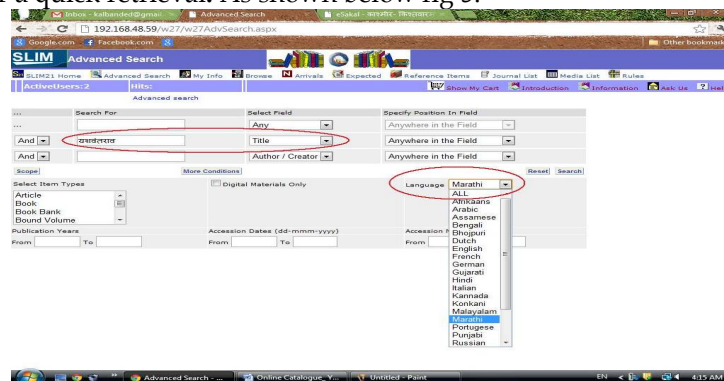 r a quick retrieval. As shown below fig 5.
Inbox - kalbanded@gmail Advanced Search eSakal -
192.168.48.59/w27/w27AdvSearch.aspx
Google.com Facebook.com Other bookmark
SLIM Advanced Search
SLIM21 Home Advanced Search My Info Browse Arrivals Expected Reference Items Journal List Media List Rules
ActiveUsers:2 Hits: Show My Cart Introduction Information Ask Us Hel
Advanced search
... Search For Select Field Specify Position In Field
... Any Anywhere in the Field
And यशवंतराव Title Anywhere in the Field
And Author / Creator Anywhere in the Field
Scope More Conditions Reset Search
Select Item Types Digital Materials Only Language Marathi
Article
Book
Book Bank
Bound Volume
ALL
Afrikaans
Arabic
Assamese
Bengali
Bhojpuri
Dutch
English
French
German
Gujarati
Hindi
Italian
Kannada
Konkani
Malayalam
Marathi
Portugese
Punjabi
Russian
Publication Years Accession Dates (dd-mmm-yyyy) Accession
From To From To From
Advanced Search - ... Online Catalogue_Y... Untitled - Paint EN 4:15 AM